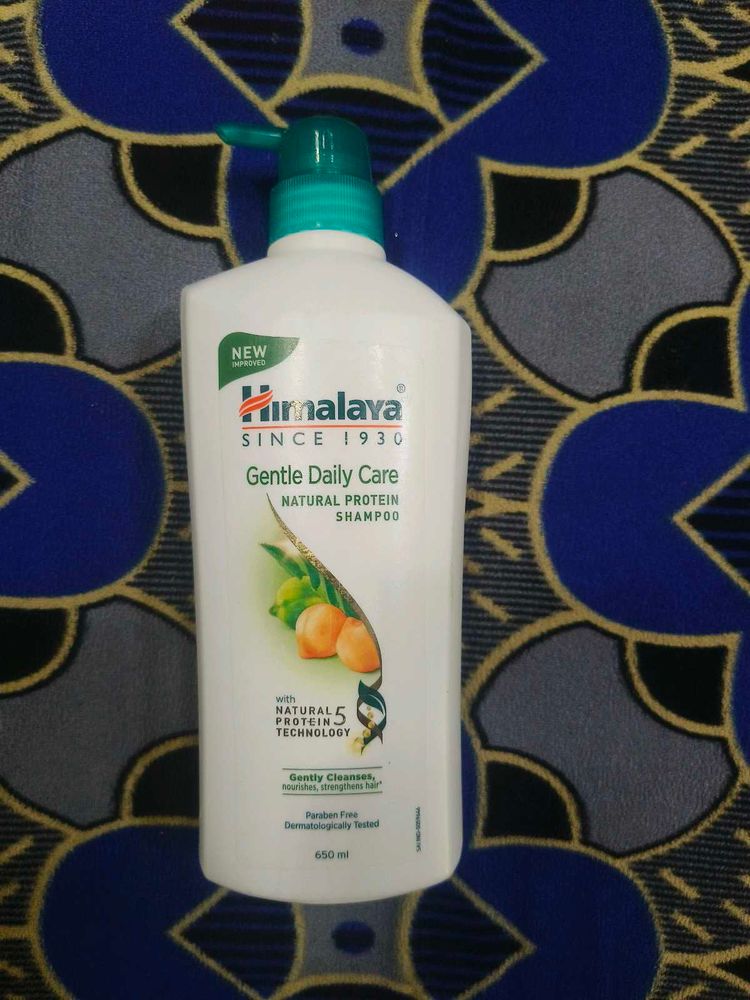 NEW
IMPROVED
Himalaya®
SINCE 1930
Gentle Daily Care
NATURAL PROTEIN
SHAMPOO
with
NATURAL
PROTEIN 5
TECHNOLOGY
Gently Cleanses,
nourishes, strengthens hair*
Paraben Free
Dermatologically Tested
650 ml